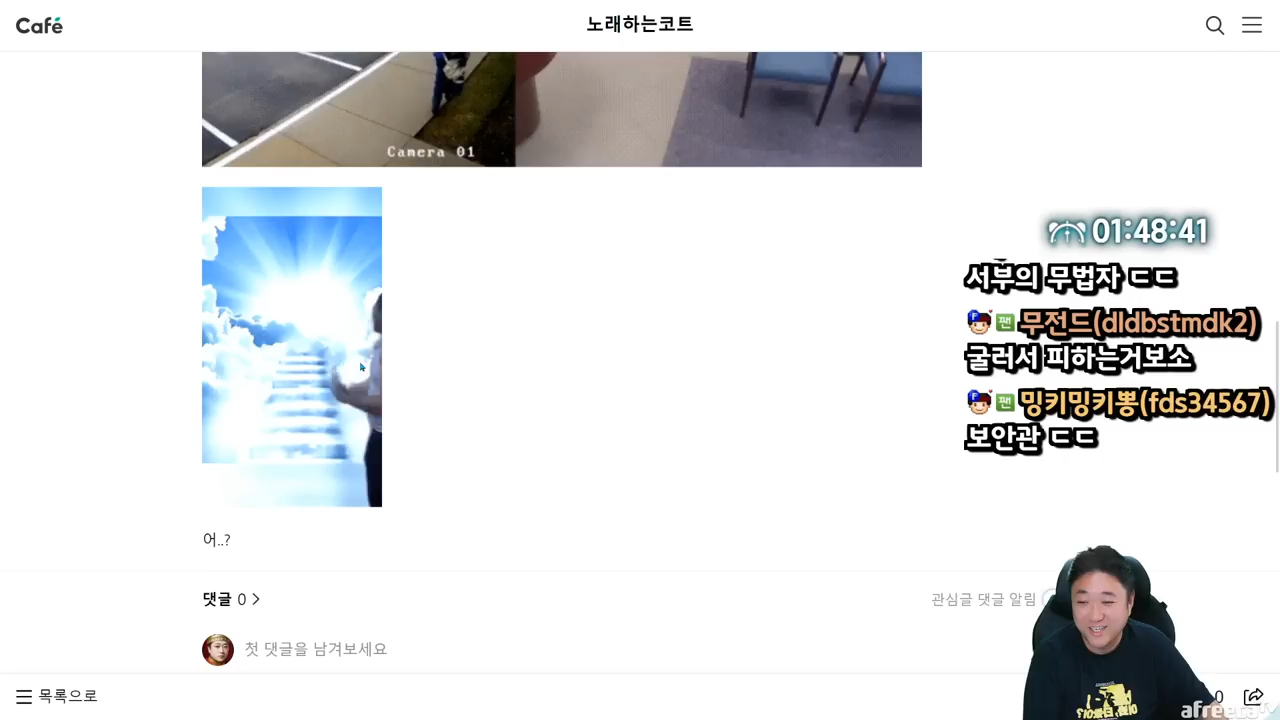 Café
노래하는코트
Camera 01
01:48:41
서부의 무법자 ㄷㄷ
팬 무전드(dldbstmdk2)
굴러서 피하는거보소
팬 밍키밍키뽕(fds34567)
보안관 ㄷㄷ
어..?
댓글 0
관심글 댓글 알림
첫 댓글을 남겨보세요
목록으로
0
afreecaTV